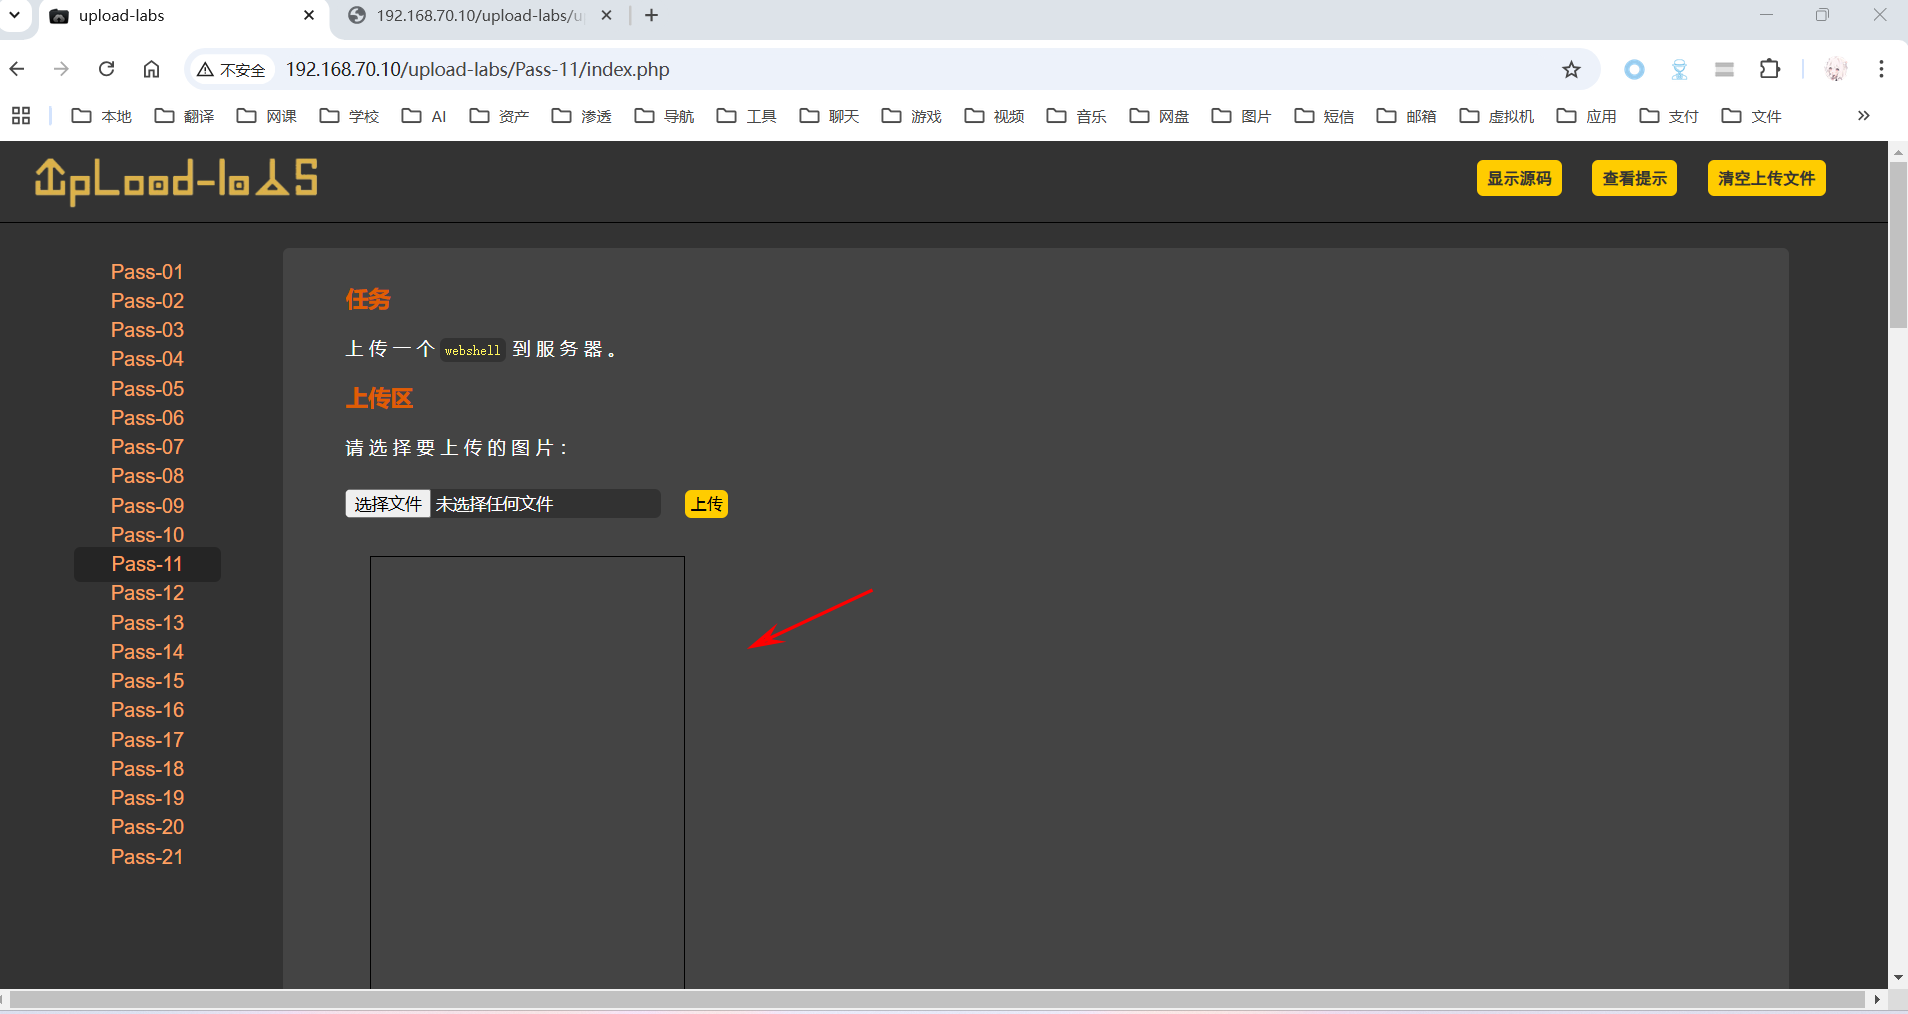 upload-labs
192.168.70.10/upload-labs/u
不安全
192.168.70.10/upload-labs/Pass-11/index.php
本地
翻译
网课
学校
AI
资产
渗透
导航
工具
聊天
游戏
视频
音乐
网盘
图片
短信
邮箱
虚拟机
应用
支付
文件
UpLoad-labS
显示源码
查看提示
清空上传文件
Pass-01
Pass-02
Pass-03
Pass-04
Pass-05
Pass-06
Pass-07
Pass-08
Pass-09
Pass-10
Pass-11
Pass-12
Pass-13
Pass-14
Pass-15
Pass-16
Pass-17
Pass-18
Pass-19
Pass-20
Pass-21
任务
上传一个 webshell 到服务器。
上传区
请选择要上传的图片：
选择文件 未选择任何文件
上传